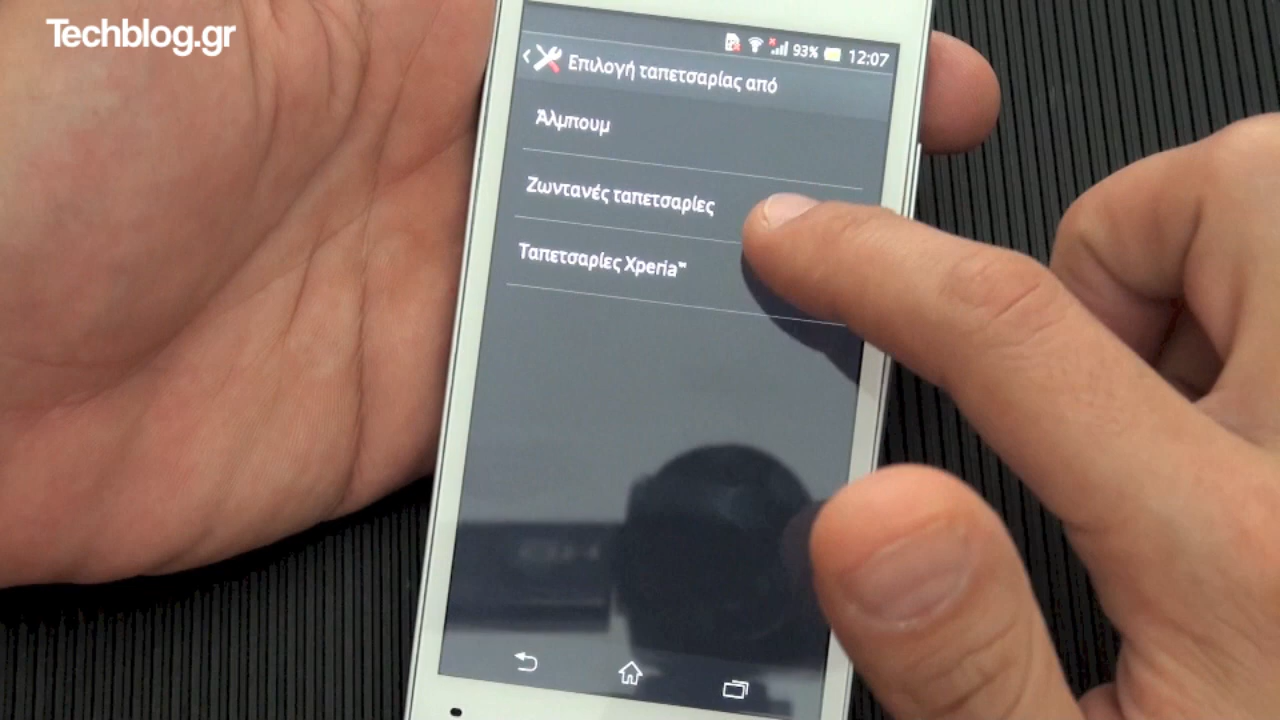 Techblog.gr
93% 12:07
Επιλογή ταπετσαρίας από
Άλμπουμ
Ζωντανές ταπετσαρίες
Ταπετσαρίες Xperia™